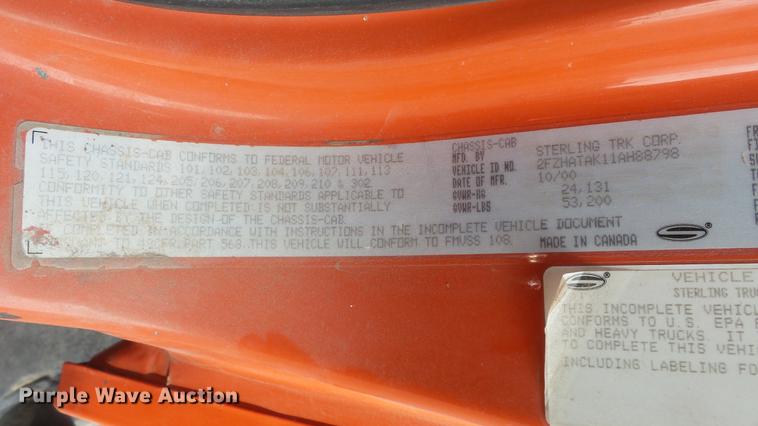 THIS CHASSIS-CAB CONFORMS TO FEDERAL MOTOR VEHICLE
SAFETY STANDARDS 101, 102, 103, 104, 106, 107, 111, 113
115, 120, 121, 124, 205, 206, 207, 208, 209, 210 & 302
CONFORMITY TO OTHER SAFETY STANDARDS APPLICABLE TO
THIS VEHICLE WHEN COMPLETED IS NOT SUBSTANTIALLY
AFFECTED BY THE DESIGN OF THE CHASSIS-CAB.
COMPLETED IN ACCORDANCE WITH INSTRUCTIONS IN THE INCOMPLETE VEHICLE DOCUMENT
TO 49CFR PART 568. THIS VEHICLE WILL CONFORM TO FMVSS 108.
CHASSIS-CAB
MFD. BY STERLING TRK CORP.
VEHICLE ID NO. 2FZHATAK11AH88798
DATE OF MFR. 10/00
GVWR-KG 24,131
GVWR-LBS 53,200
MADE IN CANADA
VEHICLE
STERLING TRU
THIS INCOMPLETE VEHICL
CONFORMS TO U.S. EPA
AND HEAVY TRUCKS. IT
TO COMPLETE THIS VEHI
INCLUDING LABELING FO
Purple Wave Auction